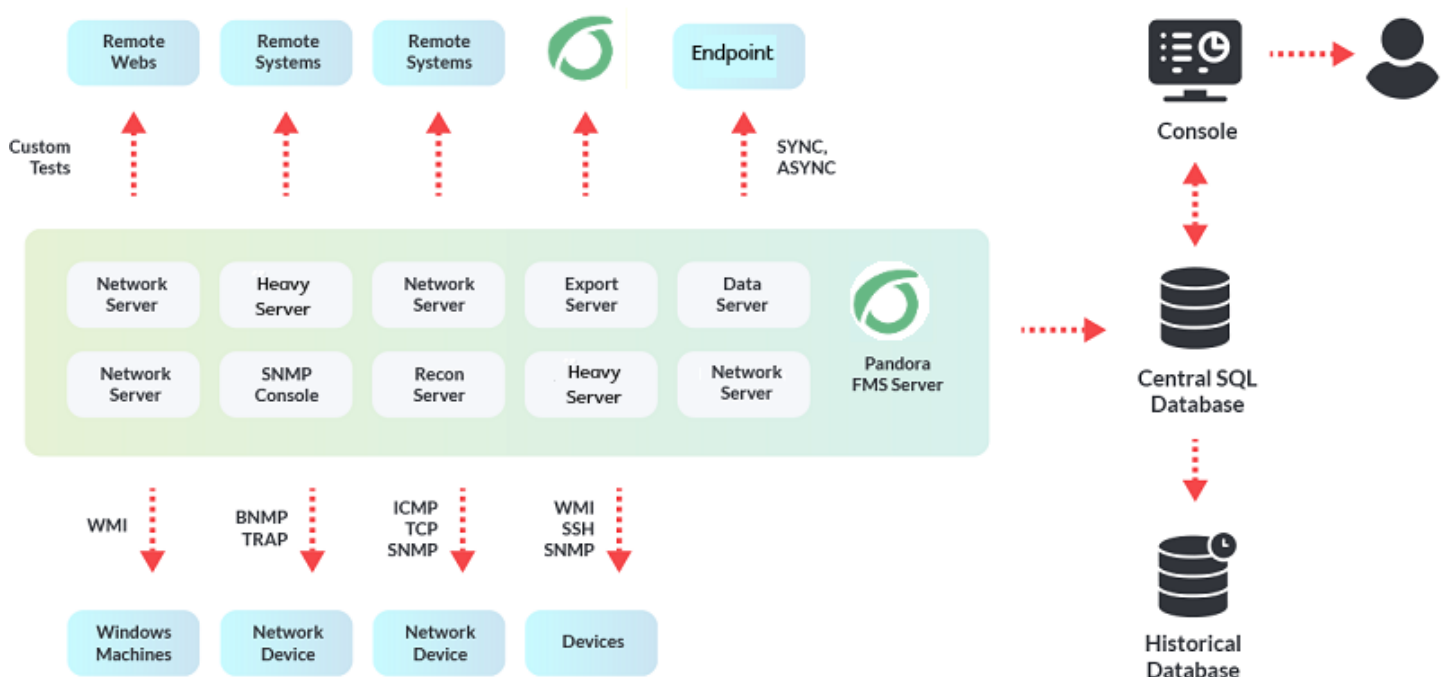 Remote
Webs
Remote
Systems
Remote
Systems
Endpoint
Console
Custom
Tests
SYNC,
ASYNC
Network
Server
Heavy
Server
Network
Server
Export
Server
Data
Server
Pandora
FMS Server
Network
Server
SNMP
Console
Recon
Server
Heavy
Server
Network
Server
Central SQL
Database
WMI
BNMP
TRAP
ICMP
TCP
SNMP
WMI
SSH
SNMP
Windows
Machines
Network
Device
Network
Device
Devices
Historical
Database